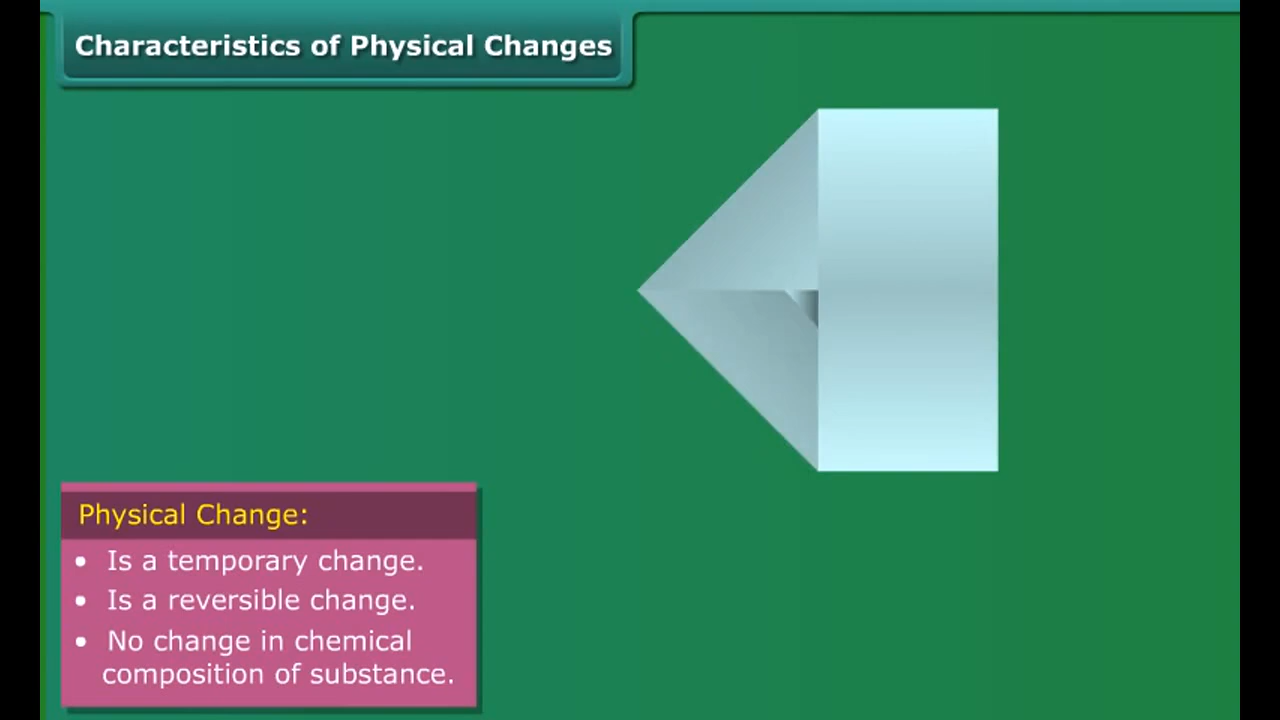 Characteristics of Physical Changes
Physical Change:
• Is a temporary change.
• Is a reversible change.
• No change in chemical
composition of substance.